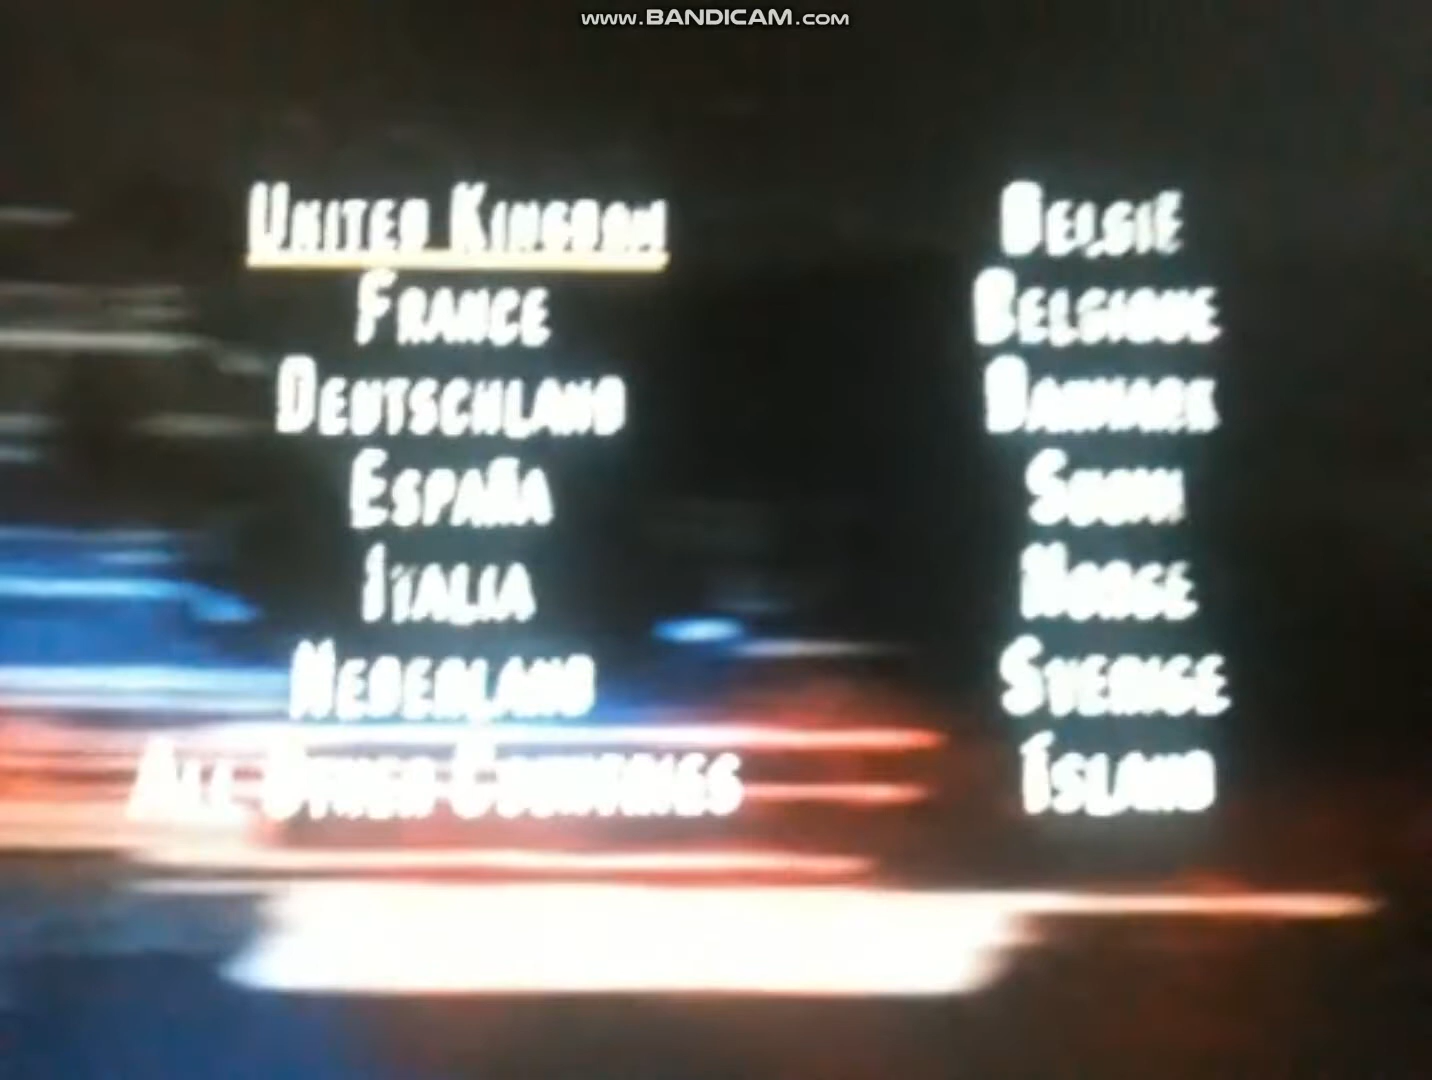 www.BANDICAM.com
UNITED KINGDOM
FRANCE
DEUTSCHLAND
ESPAÑA
ITALIA
NEDERLAND
ALL OTHER COUNTRIES
BELGIË
BELGIQUE
DANMARK
SUOMI
NORGE
SVERIGE
ÍSLAND